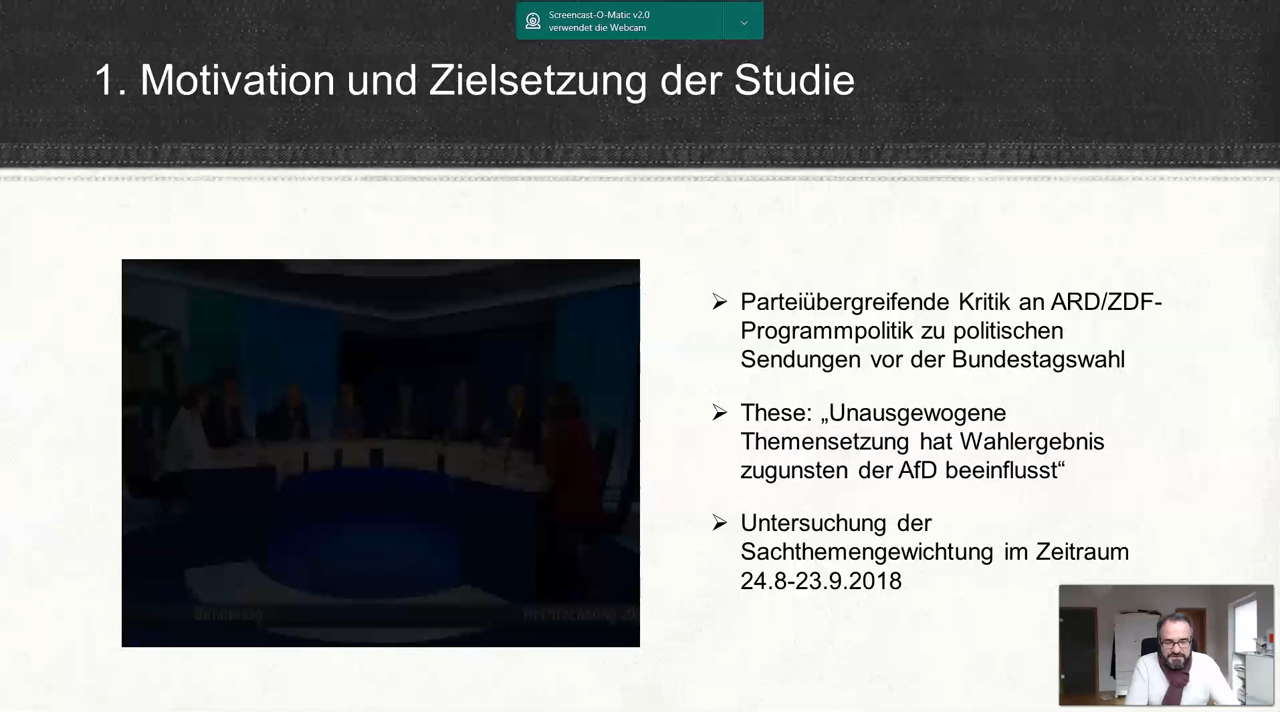 Screencast-O-Matic v2.0
verwendet die Webcam
1. Motivation und Zielsetzung der Studie
➢ Parteiübergreifende Kritik an ARD/ZDF-
Programmpolitik zu politischen
Sendungen vor der Bundestagswahl
➢ These: „Unausgewogene
Themensetzung hat Wahlergebnis
zugunsten der AfD beeinflusst“
➢ Untersuchung der
Sachthemengewichtung im Zeitraum
24.8-23.9.2018